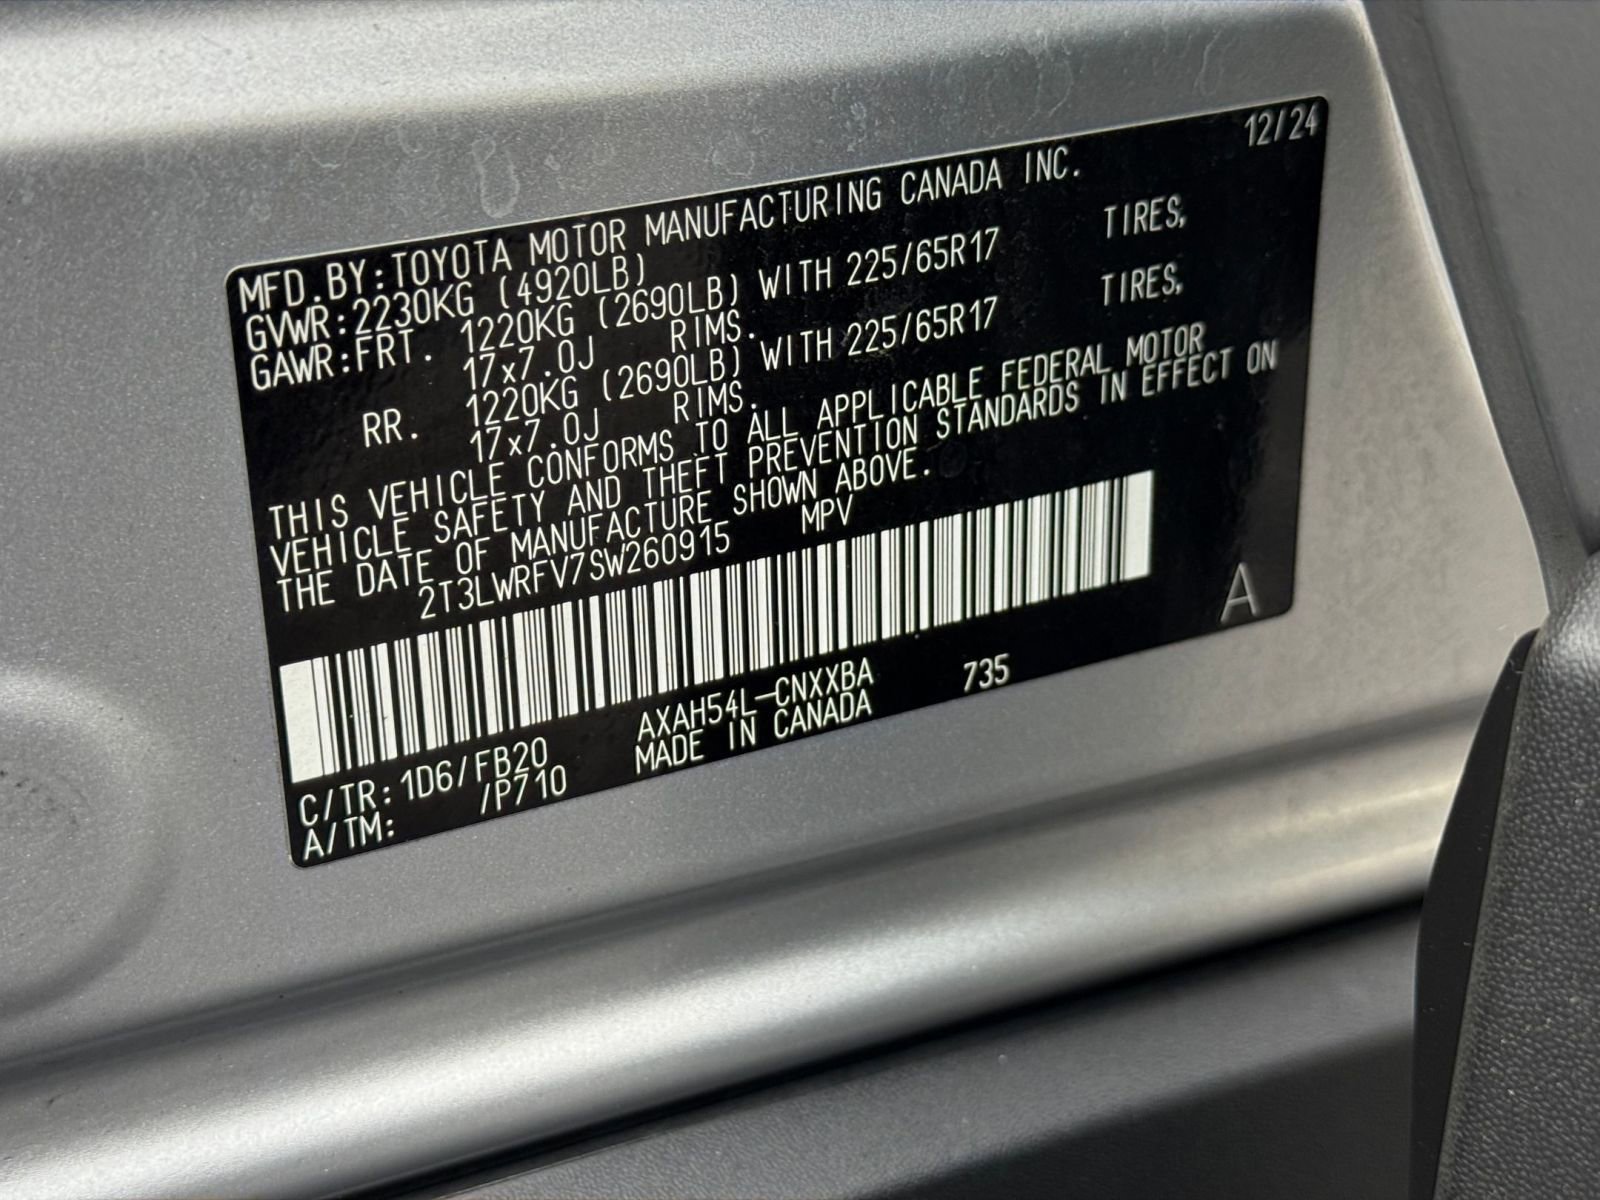 12/24
MFD.BY:TOYOTA MOTOR MANUFACTURING CANADA INC.
GVWR:2230KG (4920LB)
GAWR:FRT. 1220KG (2690LB) WITH 225/65R17 TIRES,
17x7.0J RIMS.
RR. 1220KG (2690LB) WITH 225/65R17 TIRES,
17x7.0J RIMS.
THIS VEHICLE CONFORMS TO ALL APPLICABLE FEDERAL MOTOR
VEHICLE SAFETY AND THEFT PREVENTION STANDARDS IN EFFECT ON
THE DATE OF MANUFACTURE SHOWN ABOVE.
2T3LWRFV7SW260915 MPV
A
C/TR:1D6/FB20 AXAH54L-CNXXBA 735
A/TM: /P710 MADE IN CANADA